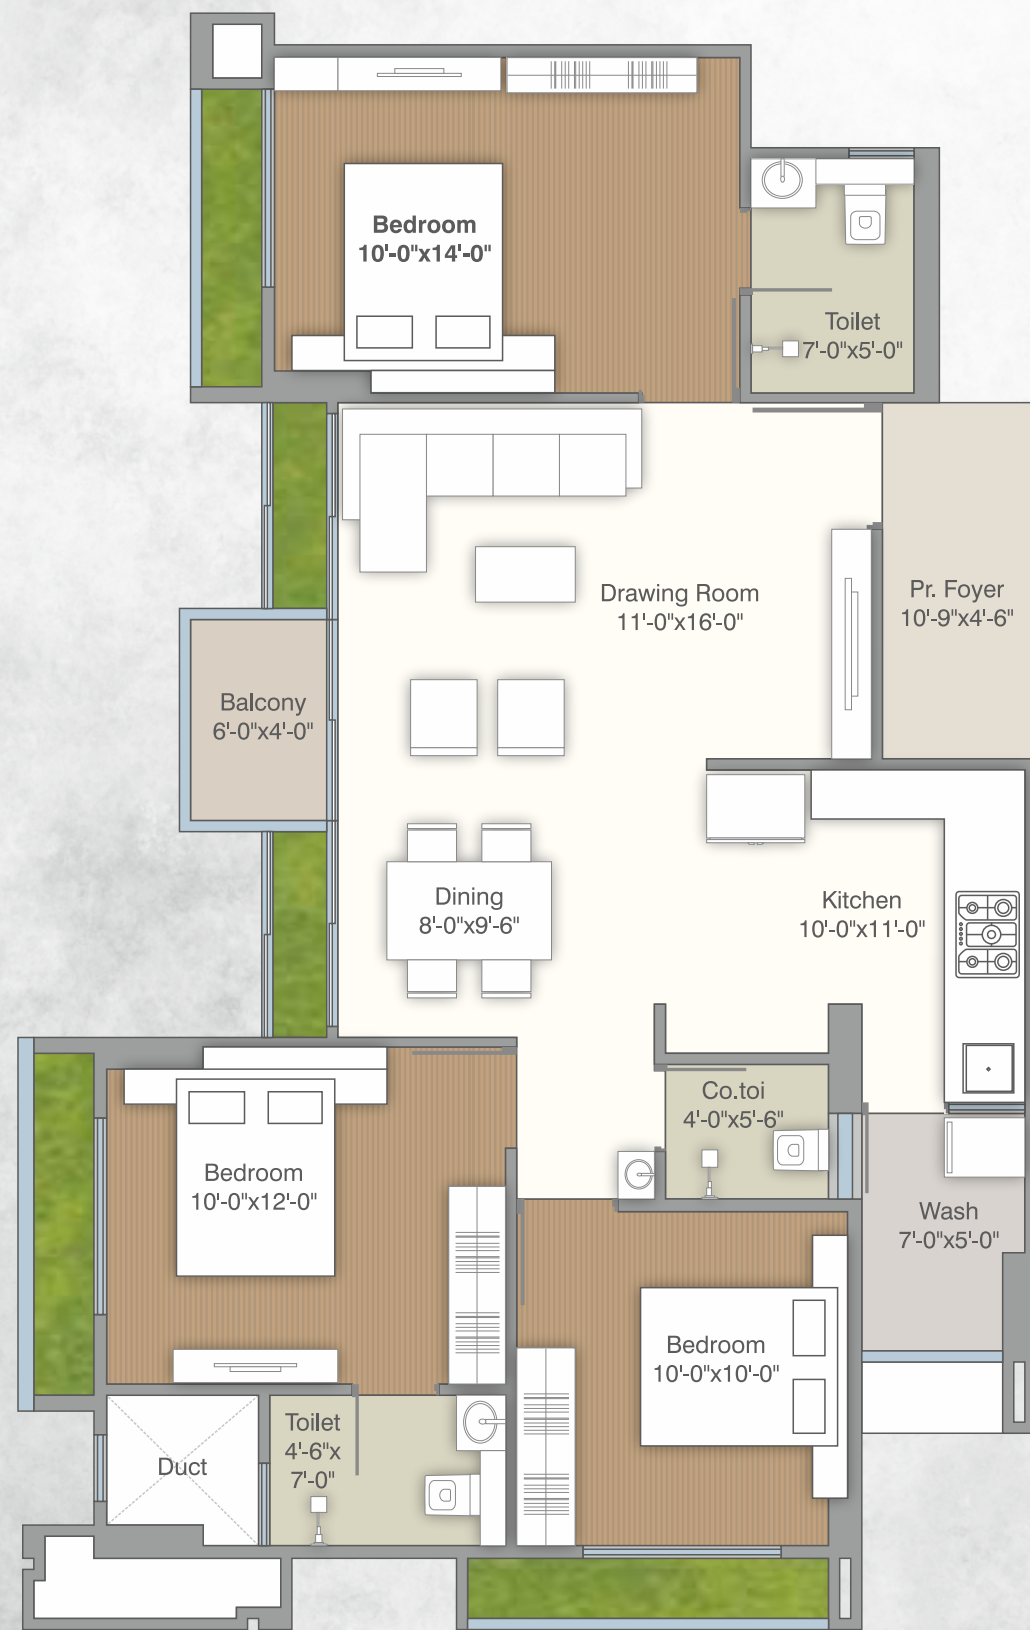 Bedroom
10'-0"x14'-0"
Toilet
7'-0"x5'-0"
Drawing Room
11'-0"x16'-0"
Pr. Foyer
10'-9"x4'-6"
Balcony
6'-0"x4'-0"
Dining
8'-0"x9'-6"
Kitchen
10'-0"x11'-0"
Co.toi
4'-0"x5'-6"
Bedroom
10'-0"x12'-0"
Wash
7'-0"x5'-0"
Bedroom
10'-0"x10'-0"
Toilet
4'-6"x
7'-0"
Duct